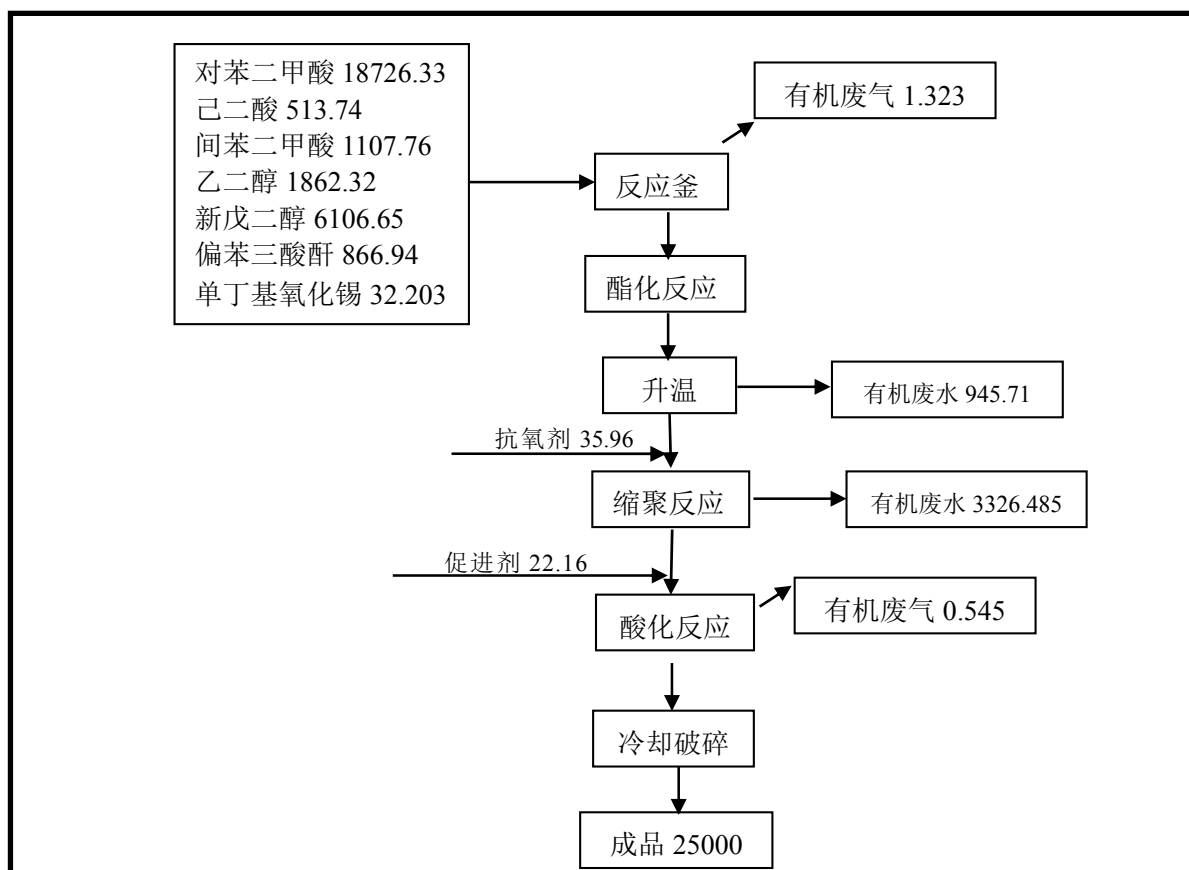 对苯二甲酸 18726.33
己二酸 513.74
间苯二甲酸 1107.76
乙二醇 1862.32
新戊二醇 6106.65
偏苯三酸酐 866.94
单丁基氧化锡 32.203
有机废气 1.323
反应釜
酯化反应
升温
有机废水 945.71
抗氧剂 35.96
缩聚反应
有机废水 3326.485
促进剂 22.16
酸化反应
有机废气 0.545
冷却破碎
成品 25000